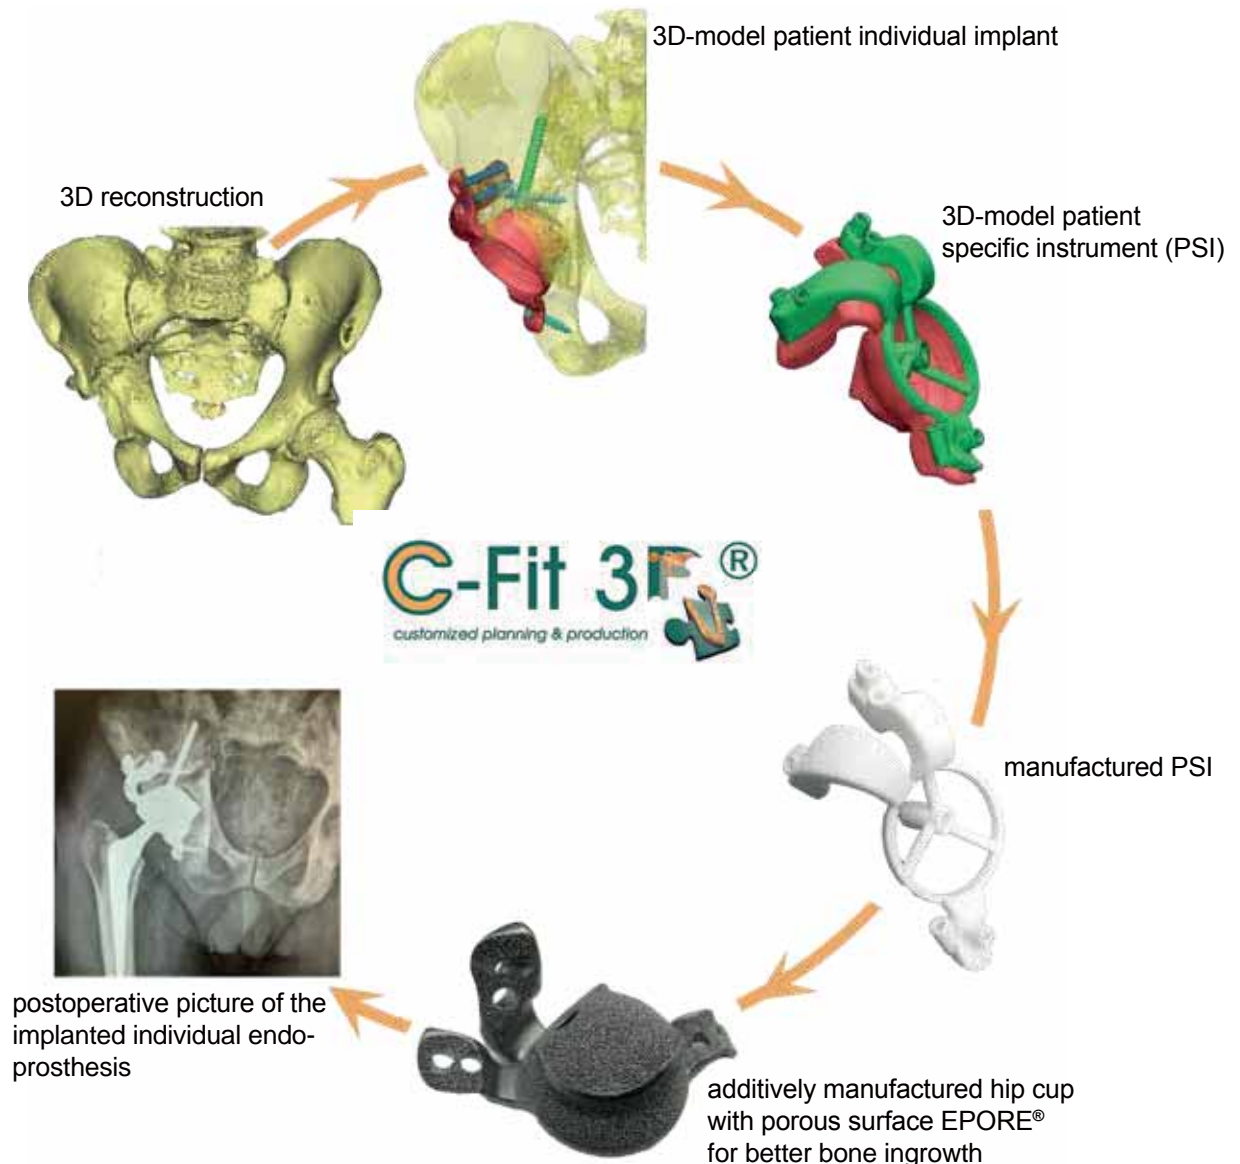 3D-model patient individual implant
3D reconstruction
3D-model patient
specific instrument (PSI)
C-Fit 3D®
customized planning & production
manufactured PSI
postoperative picture of the
implanted individual endo-
prosthesis
additively manufactured hip cup
with porous surface EPORE®
for better bone ingrowth